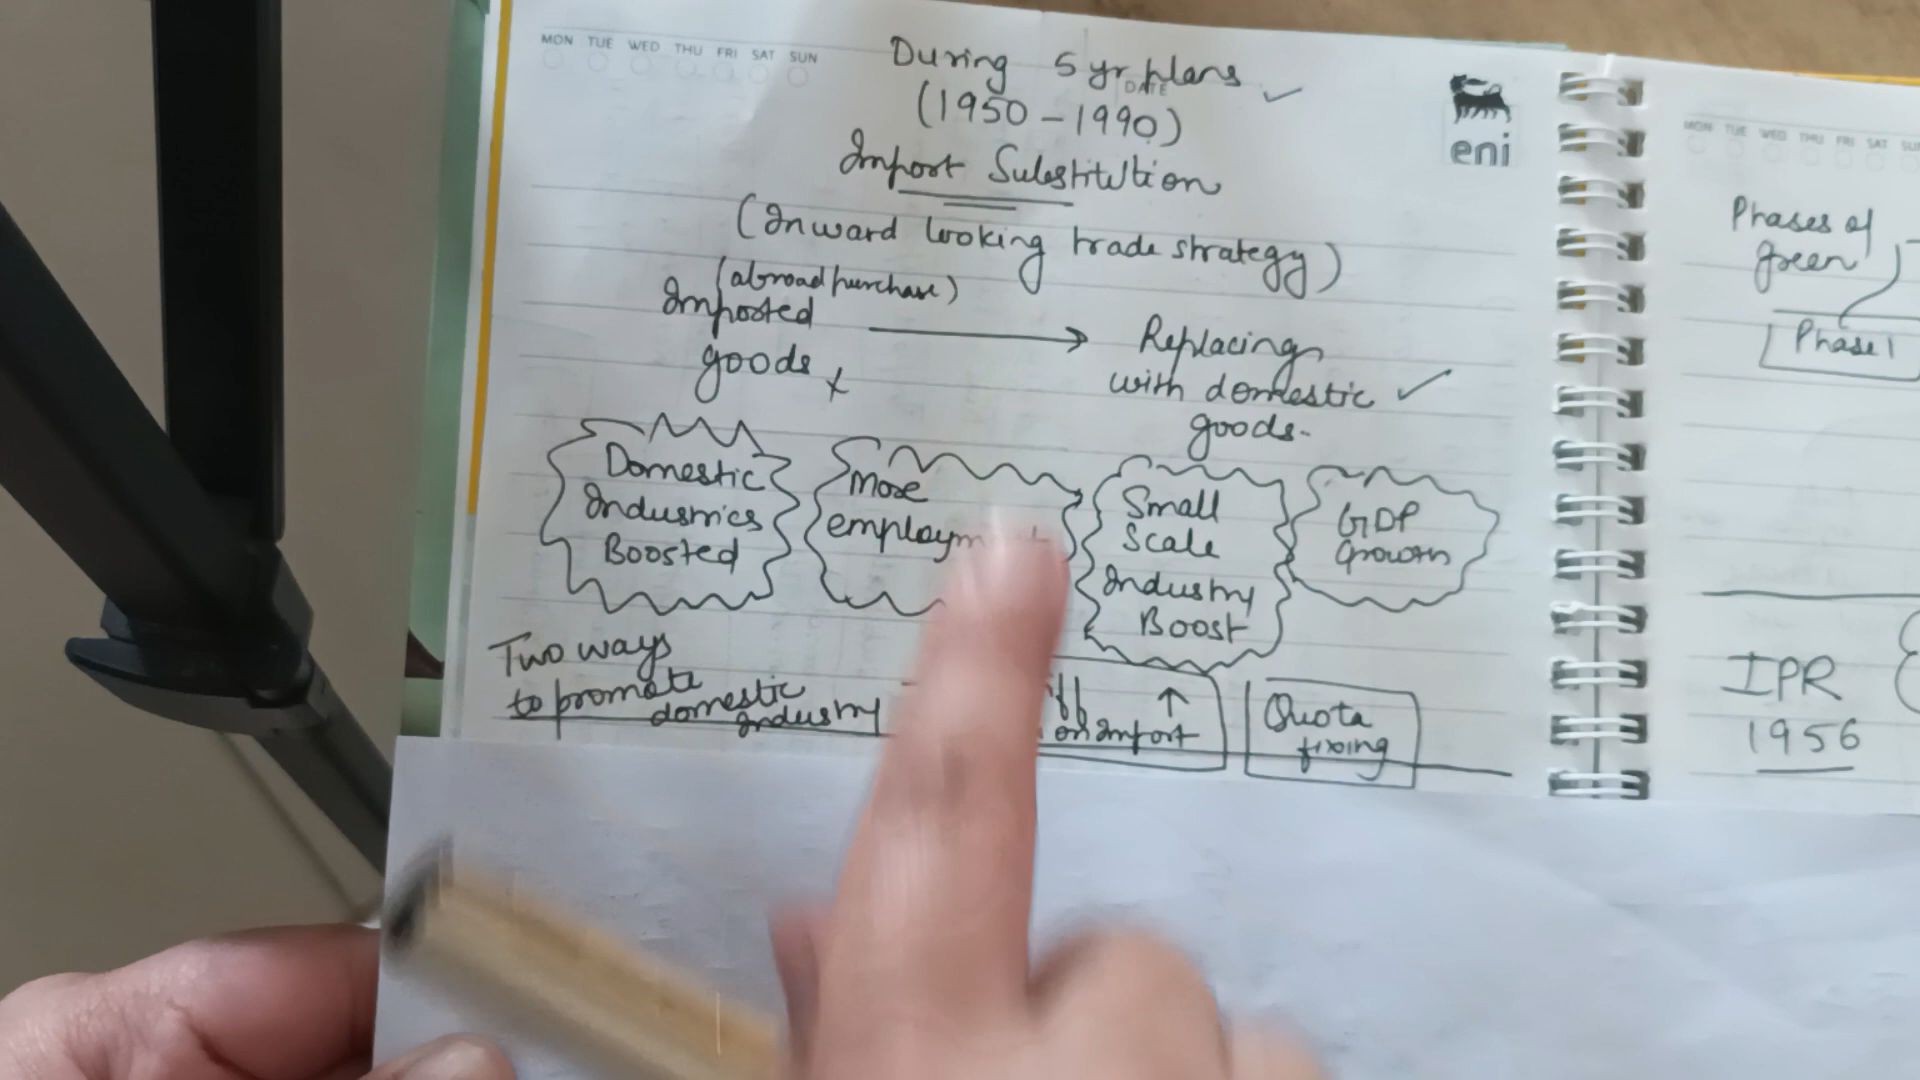 MON TUE WED THU FRI SAT SUN
During 5 yr plans ✓
DATE
(1950-1990)
eni
Import Substitution
(Inward looking trade strategy)
(abroad purchase)
Imported goods x
→
Replacing
with domestic ✓
goods.
Domestic
Industries
Boosted
More
Small
Scale
Industry
Boost
GDP
Growth
Two ways
to promote
domestic
industry
↑
on import
Quota
fixing
MON TUE WED THU FRI SAT
Phases of
green
Phase 1
IPR
1956